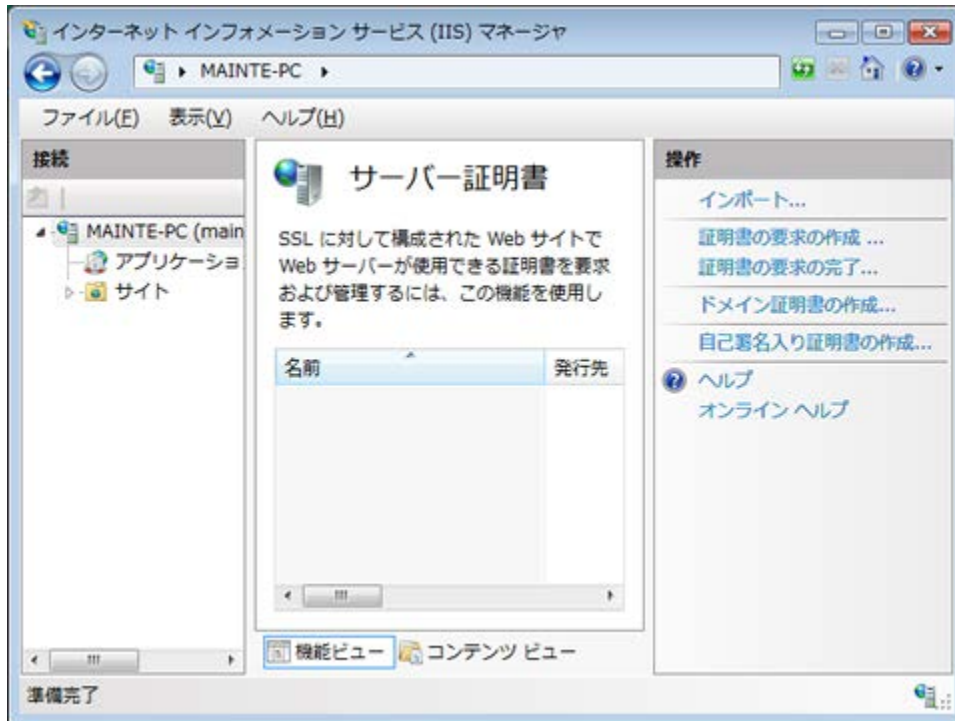 インターネット インフォメーション サービス (IIS) マネージャ
MAINTE-PC
ファイル(F) 表示(V) ヘルプ(H)
接続
MAINTE-PC (main
アプリケーショ
サイト
サーバー証明書
SSL に対して構成された Web サイトで
Web サーバーが使用できる証明書を要求
および管理するには、この機能を使用し
ます。
名前 発行先
機能ビュー コンテンツ ビュー
操作
インポート...
証明書の要求の作成 ...
証明書の要求の完了...
ドメイン証明書の作成...
自己署名入り証明書の作成...
ヘルプ
オンライン ヘルプ
準備完了